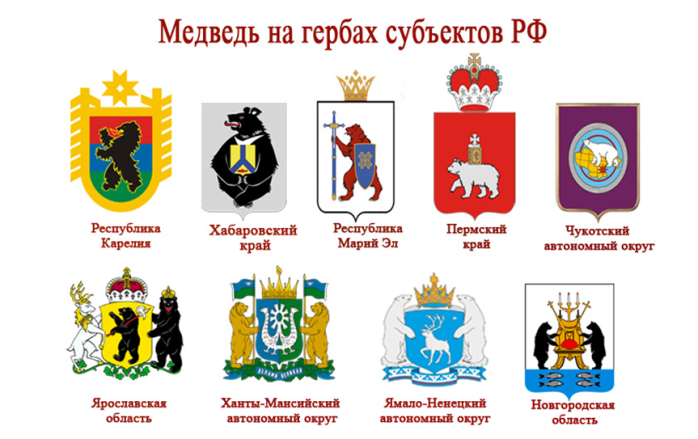 Медведь на гербах субъектов РФ
Республика
Карелия
Хабаровский
край
Республика
Марий Эл
Пермский
край
Чукотский
автономный округ
Ярославская
область
Ханты-Мансийский
автономный округ
Ямало-Ненецкий
автономный округ
Новгородская
область